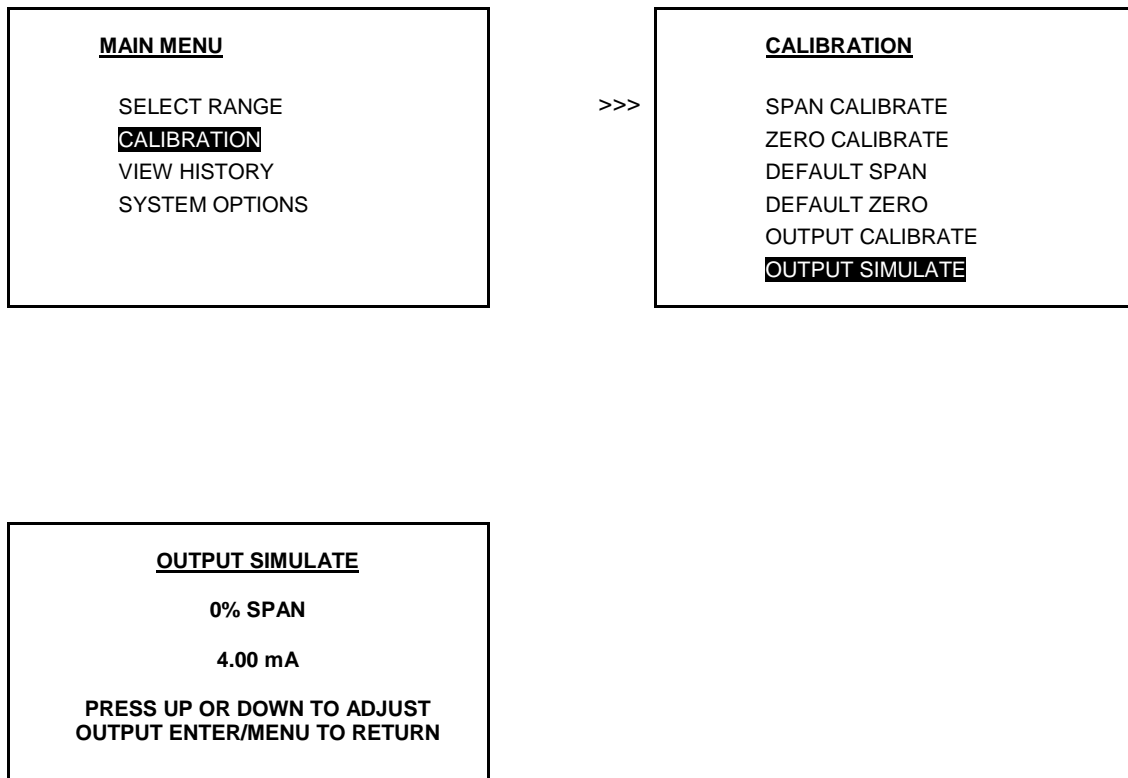 MAIN MENU
SELECT RANGE
CALIBRATION
VIEW HISTORY
SYSTEM OPTIONS
>>>
CALIBRATION
SPAN CALIBRATE
ZERO CALIBRATE
DEFAULT SPAN
DEFAULT ZERO
OUTPUT CALIBRATE
OUTPUT SIMULATE
OUTPUT SIMULATE
0% SPAN
4.00 mA
PRESS UP OR DOWN TO ADJUST
OUTPUT ENTER/MENU TO RETURN